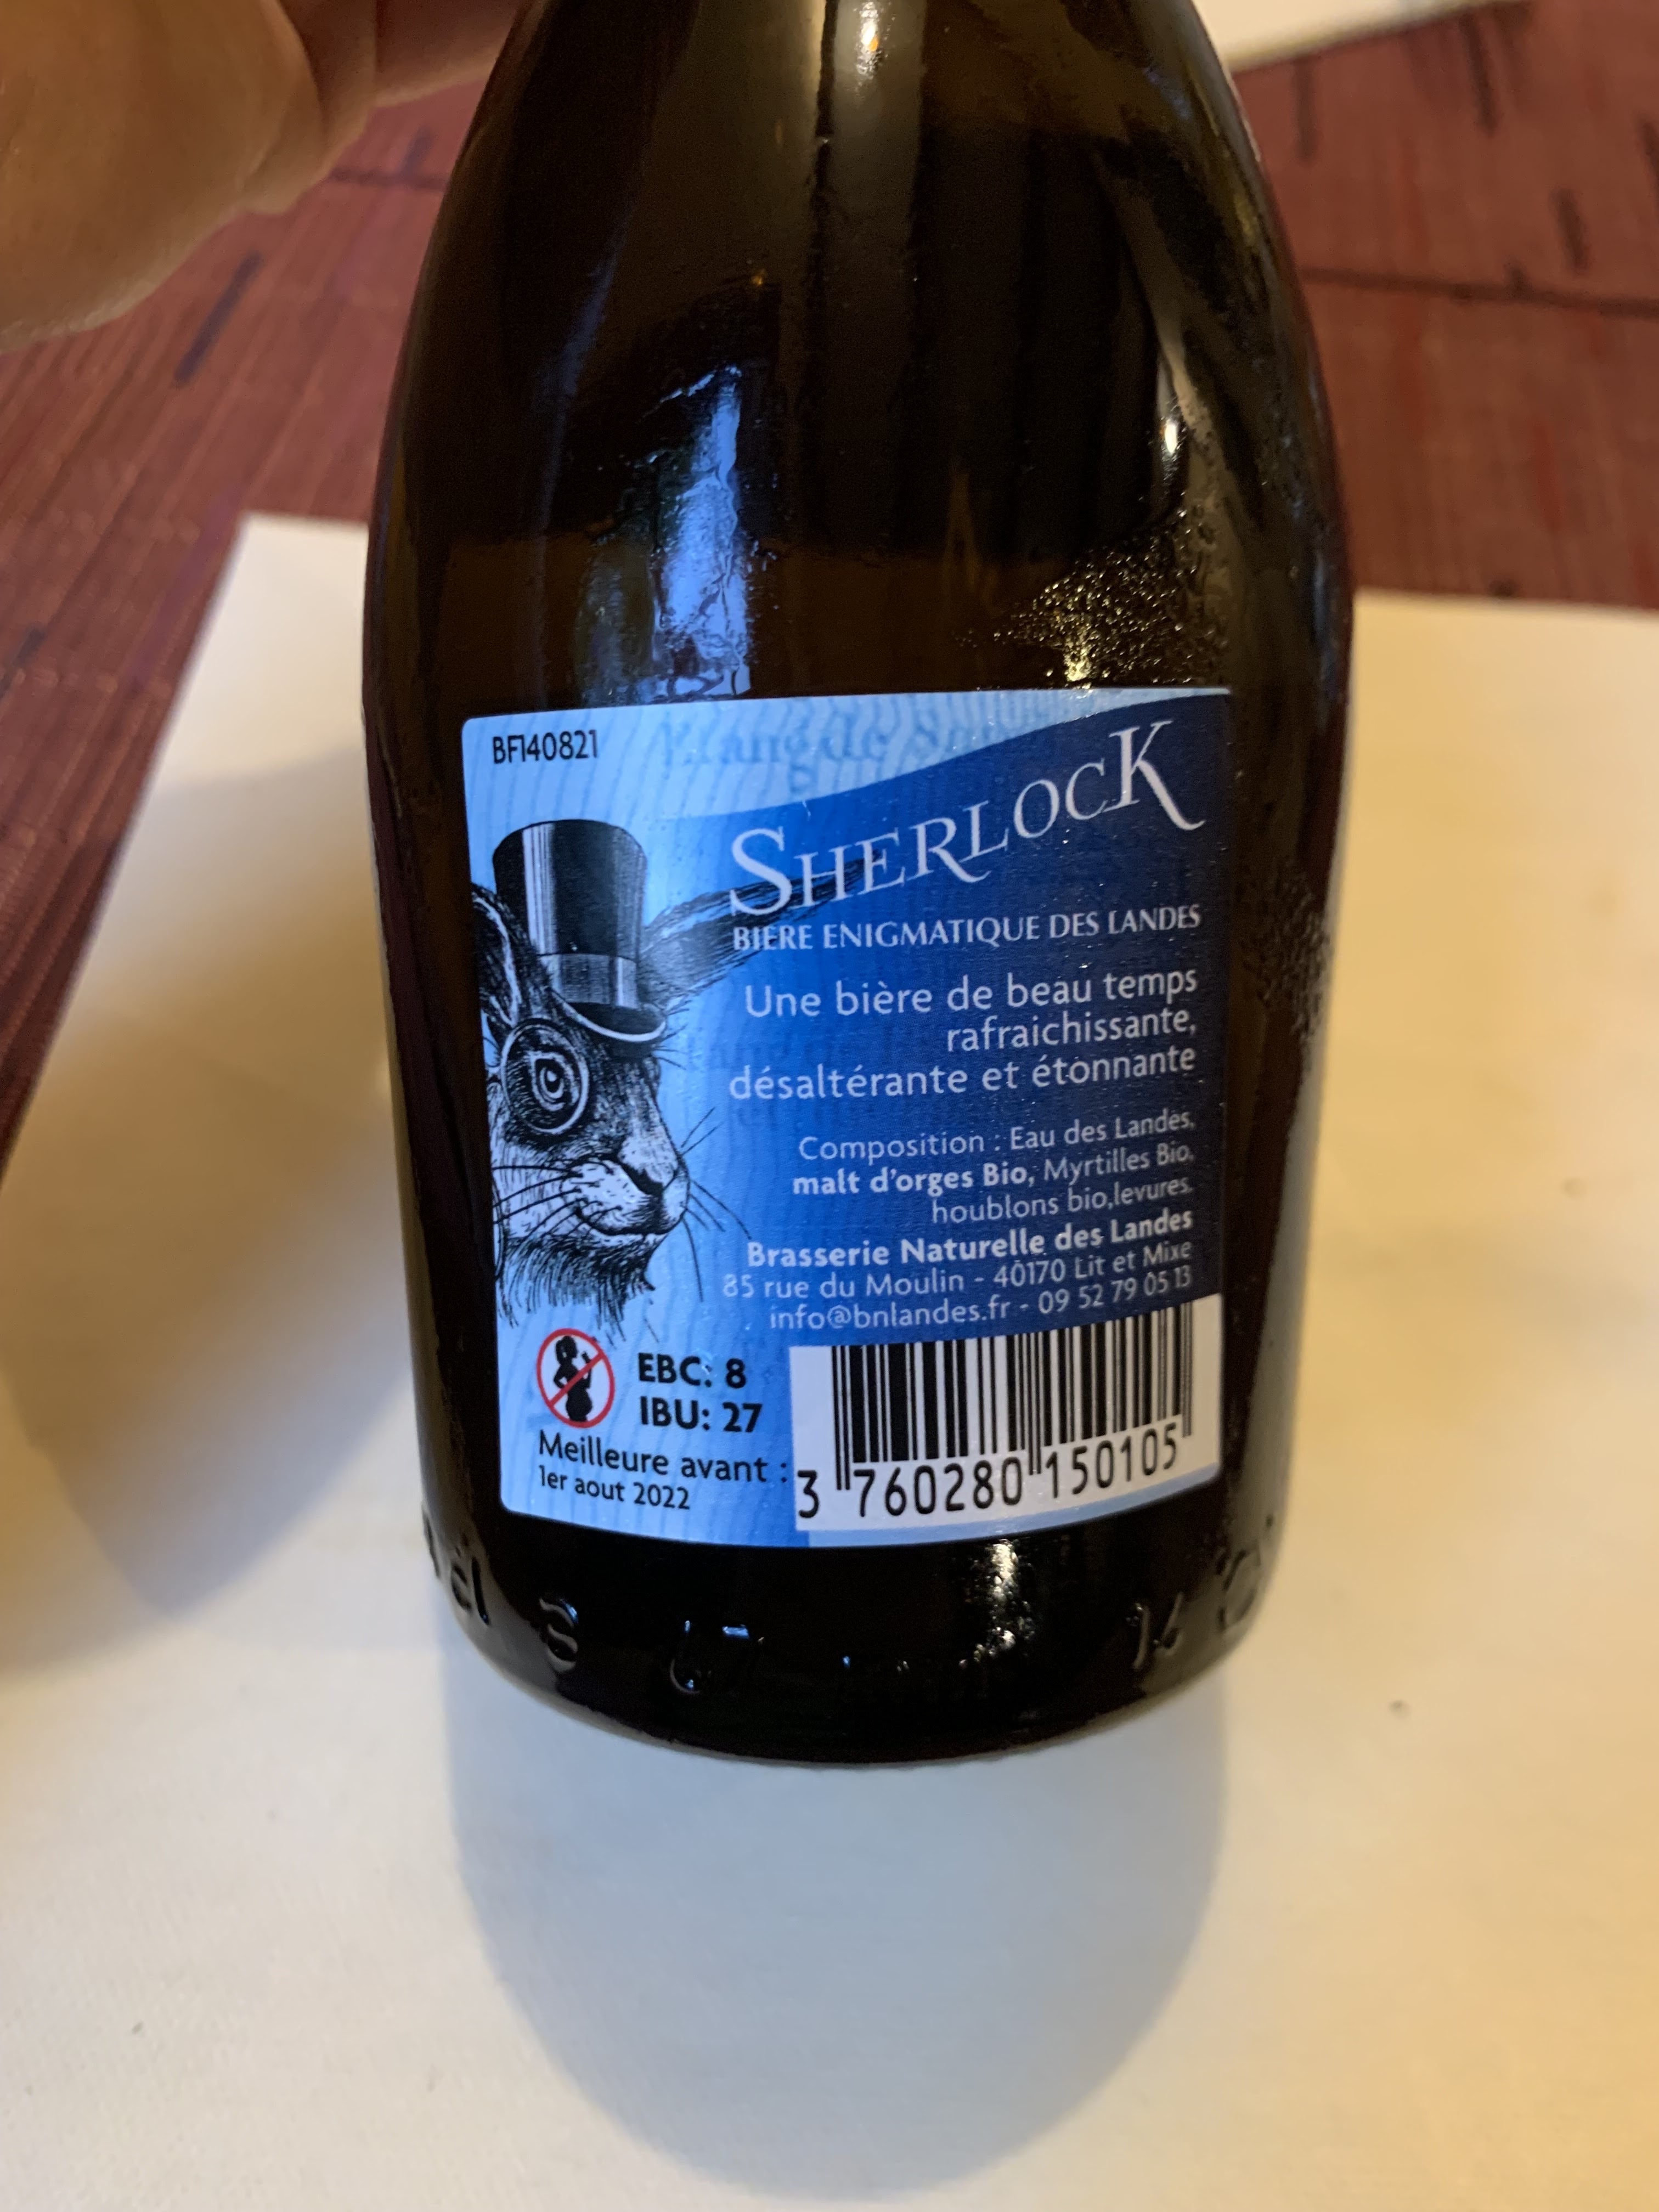 BF140821
SHERLOCK
BIERE ENIGMATIQUE DES LANDES
Une bière de beau temps
rafraichissante,
désaltérante et étonnante
Composition : Eau des Landes,
malt d'orges Bio, Myrtilles Bio,
houblons bio,levures.
Brasserie Naturelle des Landes
85 rue du Moulin - 40170 Lit et Mixe
info@bnlandes.fr - 09 52 79 05 13
EBC: 8
IBU: 27
Meilleure avant :
1er aout 2022
3 760280 150105